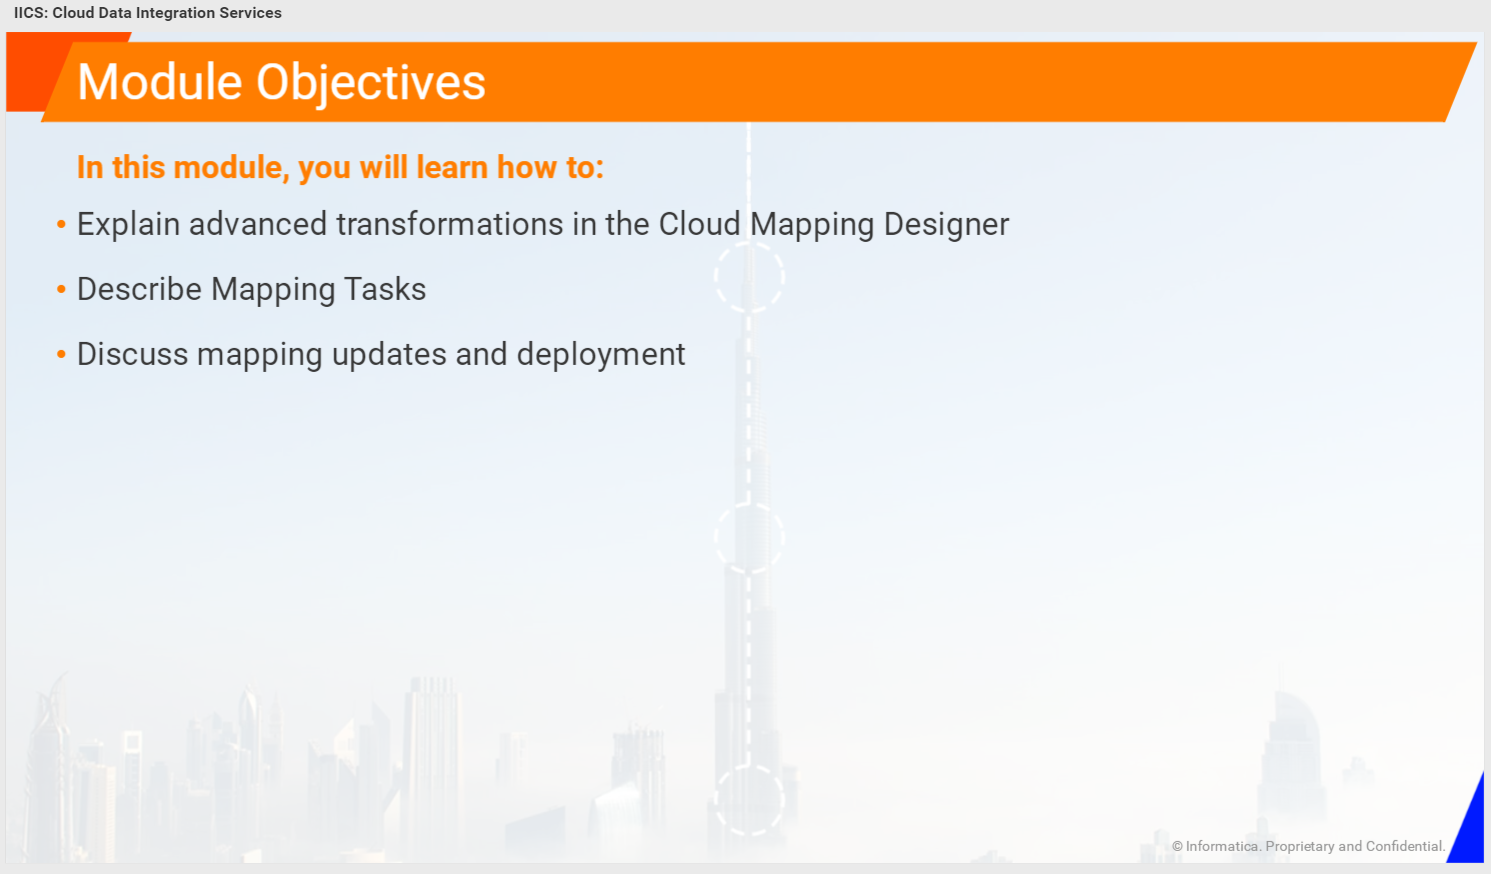 IICS: Cloud Data Integration Services
Module Objectives
In this module, you will learn how to:
• Explain advanced transformations in the Cloud Mapping Designer
• Describe Mapping Tasks
• Discuss mapping updates and deployment
© Informatica. Proprietary and Confidential.